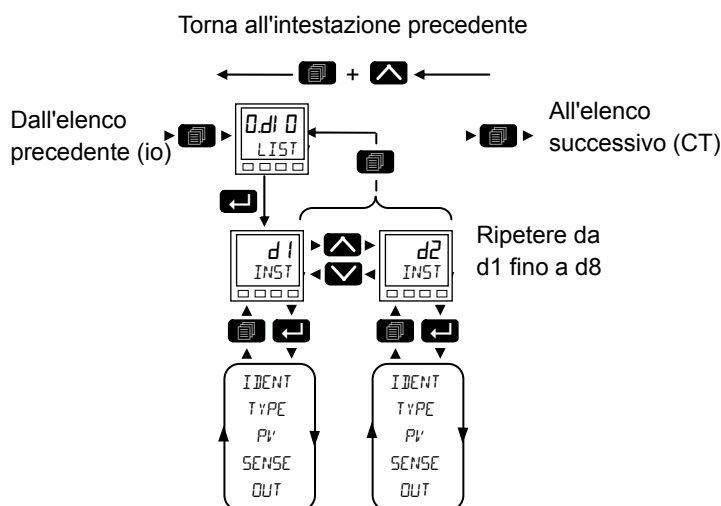 Torna all'intestazione precedente
+
Dall'elenco
precedente (io)
O.dI O
LIST
All'elenco
successivo (CT)
d1
INST
d2
INST
Ripetere da
d1 fino a d8
IDENT
TYPE
PV
SENSE
OUT
IDENT
TYPE
PV
SENSE
OUT